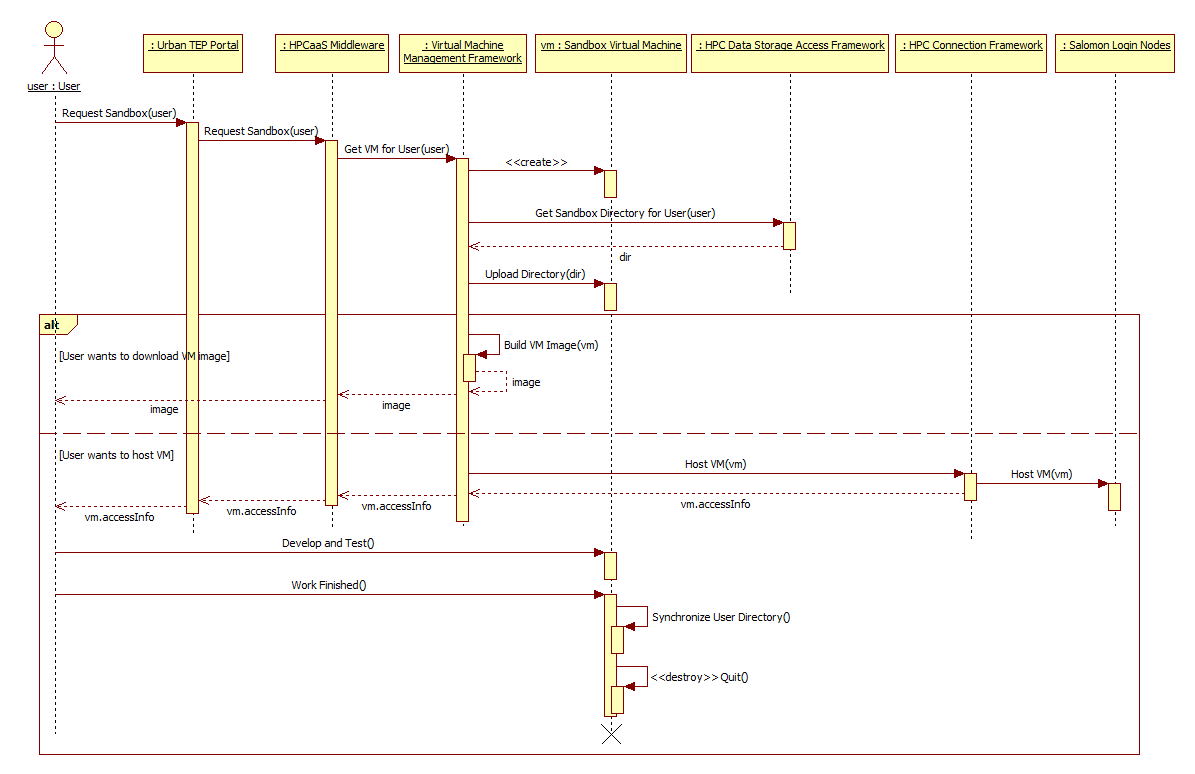 : Urban TEP Portal
: HPCaaS Middleware
: Virtual Machine
Management Framework
vm : Sandbox Virtual Machine
: HPC Data Storage Access Framework
: HPC Connection Framework
: Salomon Login Nodes
user : User
Request Sandbox(user)
Request Sandbox(user)
Get VM for User(user)
<<create>>
Get Sandbox Directory for User(user)
dir
Upload Directory(dir)
alt
Build VM Image(vm)
[User wants to download VM image]
image
image
image
[User wants to host VM]
Host VM(vm)
Host VM(vm)
vm.accessInfo
vm.accessInfo
vm.accessInfo
vm.accessInfo
Develop and Test()
Work Finished()
Synchronize User Directory()
<<destroy>> Quit()